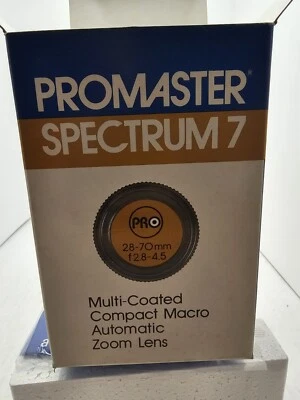 PROMASTER®
SPECTRUM 7
PRO
28-70mm
f2.8-4.5
Multi-Coated
Compact Macro
Automatic
Zoom Lens